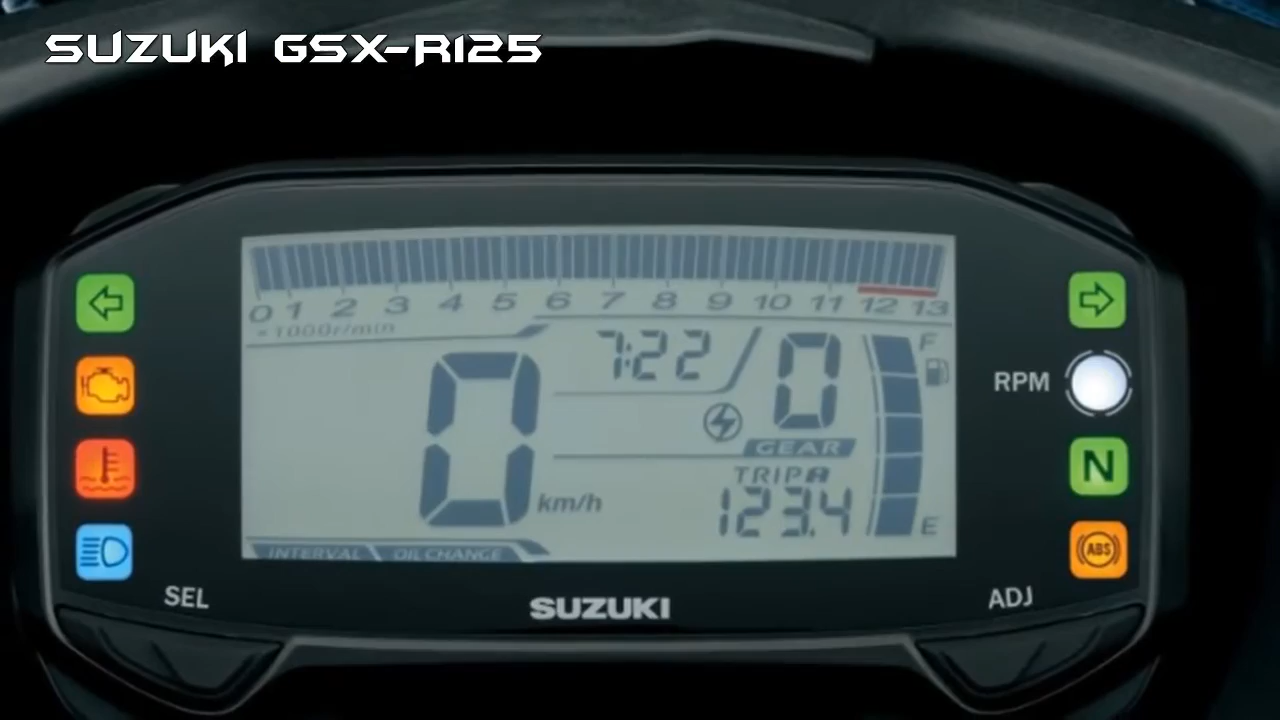 SUZUKI GSX-R125
0 1 2 3 4 5 6 7 8 9 10 11 12 13
×1000r/min
7:22
0
F
RPM
GEAR
N
0 km/h
TRIP A
123.4
E
ABS
INTERVAL OIL CHANGE
SEL
SUZUKI
ADJ